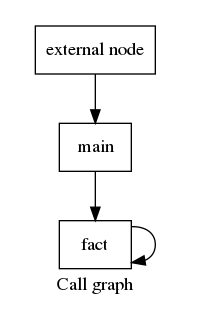 external node
main
fact
Call graph